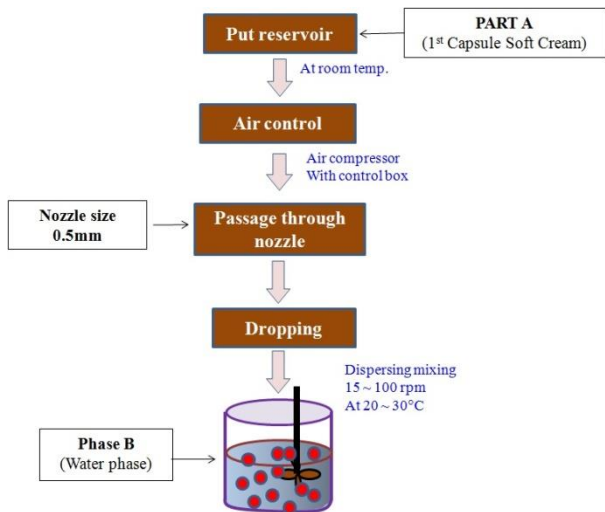 Put reservoir
PART A
(1st Capsule Soft Cream)
At room temp.
Air control
Air compressor
With control box
Nozzle size
0.5mm
Passage through
nozzle
Dropping
Dispersing mixing
15 ~ 100 rpm
At 20 ~ 30°C
Phase B
(Water phase)